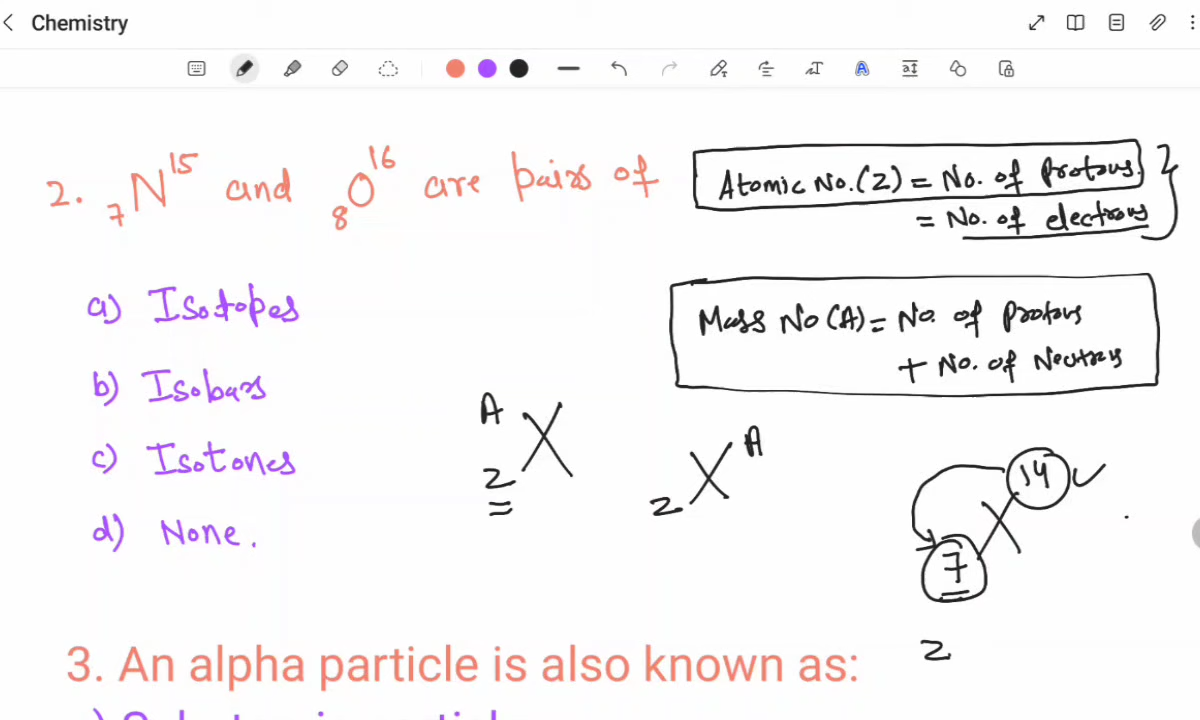 Chemistry
2. ₇N¹⁵ and ₈O¹⁶ are pairs of
Atomic No.(Z) = No. of Protons.
= No. of electrons
a) Isotopes
Mass No (A) = No. of Protons
+ No. of Neutrons
b) Isobars
c) Isotones
d) None.
A
Z X
Z X A
14
7 X
Z
3. An alpha particle is also known as: